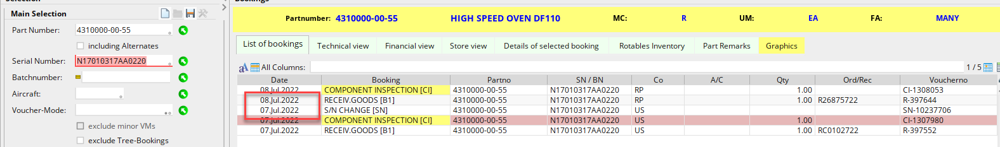 Main Selection
Part Number: 4310000-00-55
including Alternates
Serial Number: N17010317AA0220
Batchnumber:
Aircraft:
Voucher-Mode:
exclude minor VMs
exclude Tree-Bookings
Partnumber: 4310000-00-55 HIGH SPEED OVEN DF110 MC: R UM: EA FA: MANY
List of bookings Technical view Financial view Store view Details of selected booking Rotables Inventory Part Remarks Graphics
All Columns: 1 / 5
Date Booking Partno SN / BN Co A/C Qty Ord/Rec Voucherno
08.Jul.2022 COMPONENT INSPECTION [CI] 4310000-00-55 N17010317AA0220 RP 1.00 CI-1308053
08.Jul.2022 RECEIV.GOODS [B1] 4310000-00-55 N17010317AA0220 RP 1.00 R26875722 R-397644
07.Jul.2022 S/N CHANGE [SN] 4310000-00-55 N17010317AA0220 US SN-10237706
07.Jul.2022 COMPONENT INSPECTION [CI] 4310000-00-55 N17010317AA0220 US 1.00 CI-1307980
07.Jul.2022 RECEIV.GOODS [B1] 4310000-00-55 N17010317AA0220 US 1.00 RC0102722 R-397552